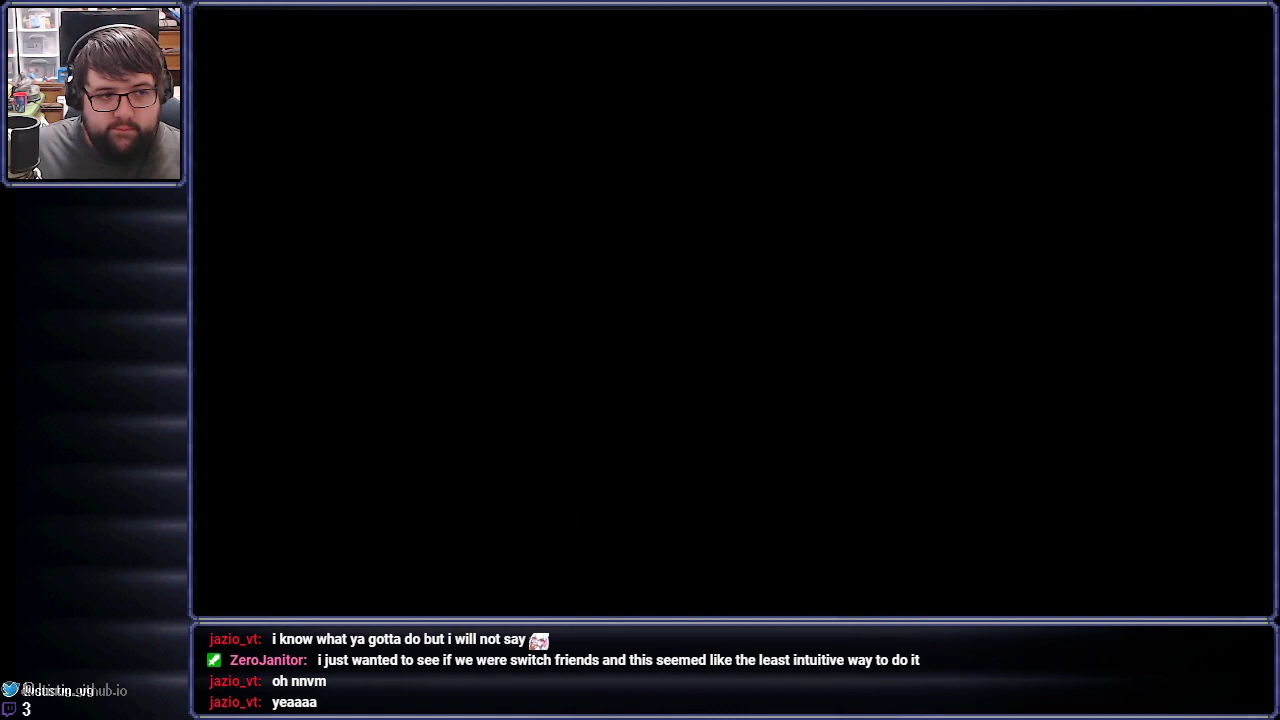 jazio_vt: i know what ya gotta do but i will not say
ZeroJanitor: i just wanted to see if we were switch friends and this seemed like the least intuitive way to do it
jazio_vt: oh nnvm
jazio_vt: yeaaaa
3